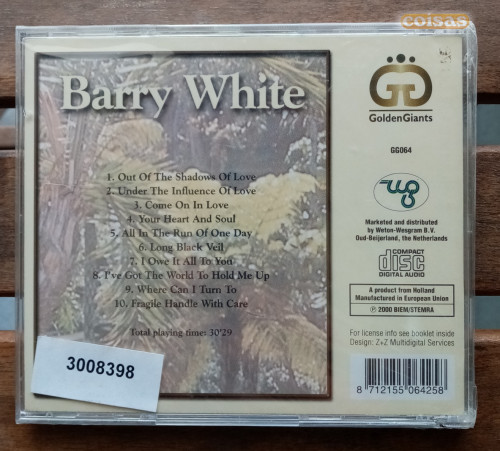 coisas
Barry White
1. Out Of The Shadows Of Love
2. Under The Influence Of Love
3. Come On In Love
4. Your Heart And Soul
5. All In The Run Of One Day
6. Long Black Veil
7. I Owe It All To You
8. I've Got The World To Hold Me Up
9. Where Can I Turn To
10. Fragile Handle With Care
Total playing time: 30'29
3008398
GoldenGiants
GG064
Marketed and distributed
by Weton-Wesgram B.V.
Oud-Beijerland, the Netherlands
COMPACT
disc
DIGITAL AUDIO
A product from Holland
Manufactured in European Union
℗ 2000 BIEM/STEMRA
For license info see booklet inside
Design: Z+Z Multidigital Services
8 712155 064258